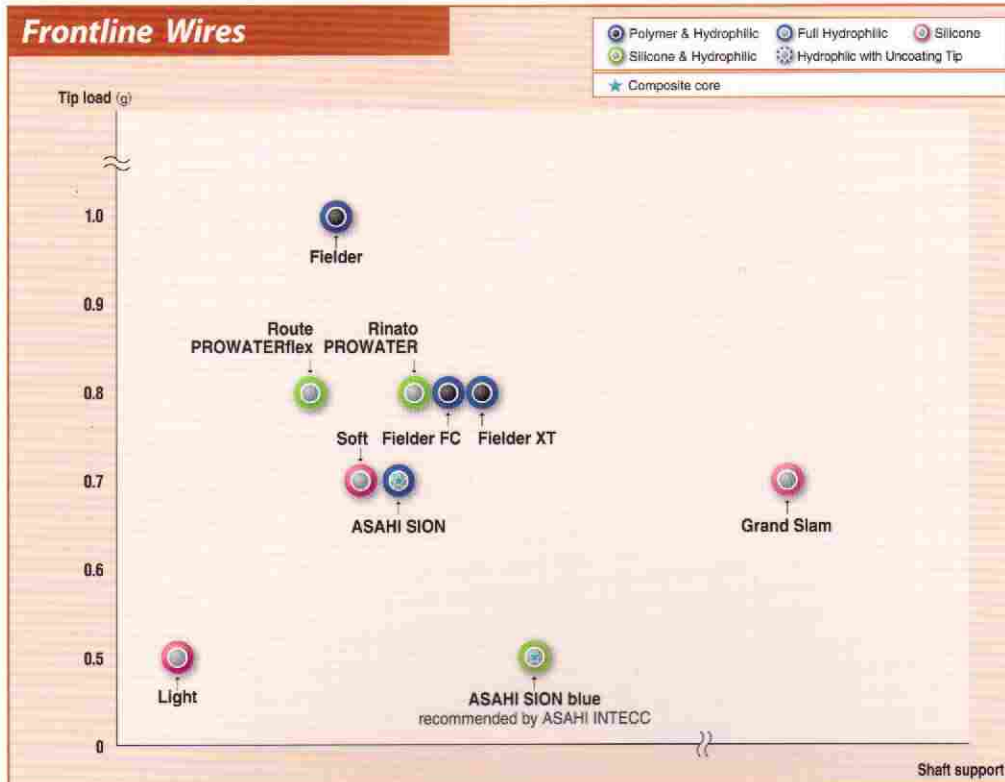 Frontline Wires
Polymer & Hydrophilic
Full Hydrophilic
Silicone
Silicone & Hydrophilic
Hydrophilic with Uncoating Tip
Composite core
Tip load (g)
1.0
Fielder
0.9
Route
PROWATERflex
Rinato
PROWATER
0.8
Soft
Fielder FC
Fielder XT
0.7
ASAHI SION
Grand Slam
0.6
0.5
Light
ASAHI SION blue
recommended by ASAHI INTECC
0
Shaft support